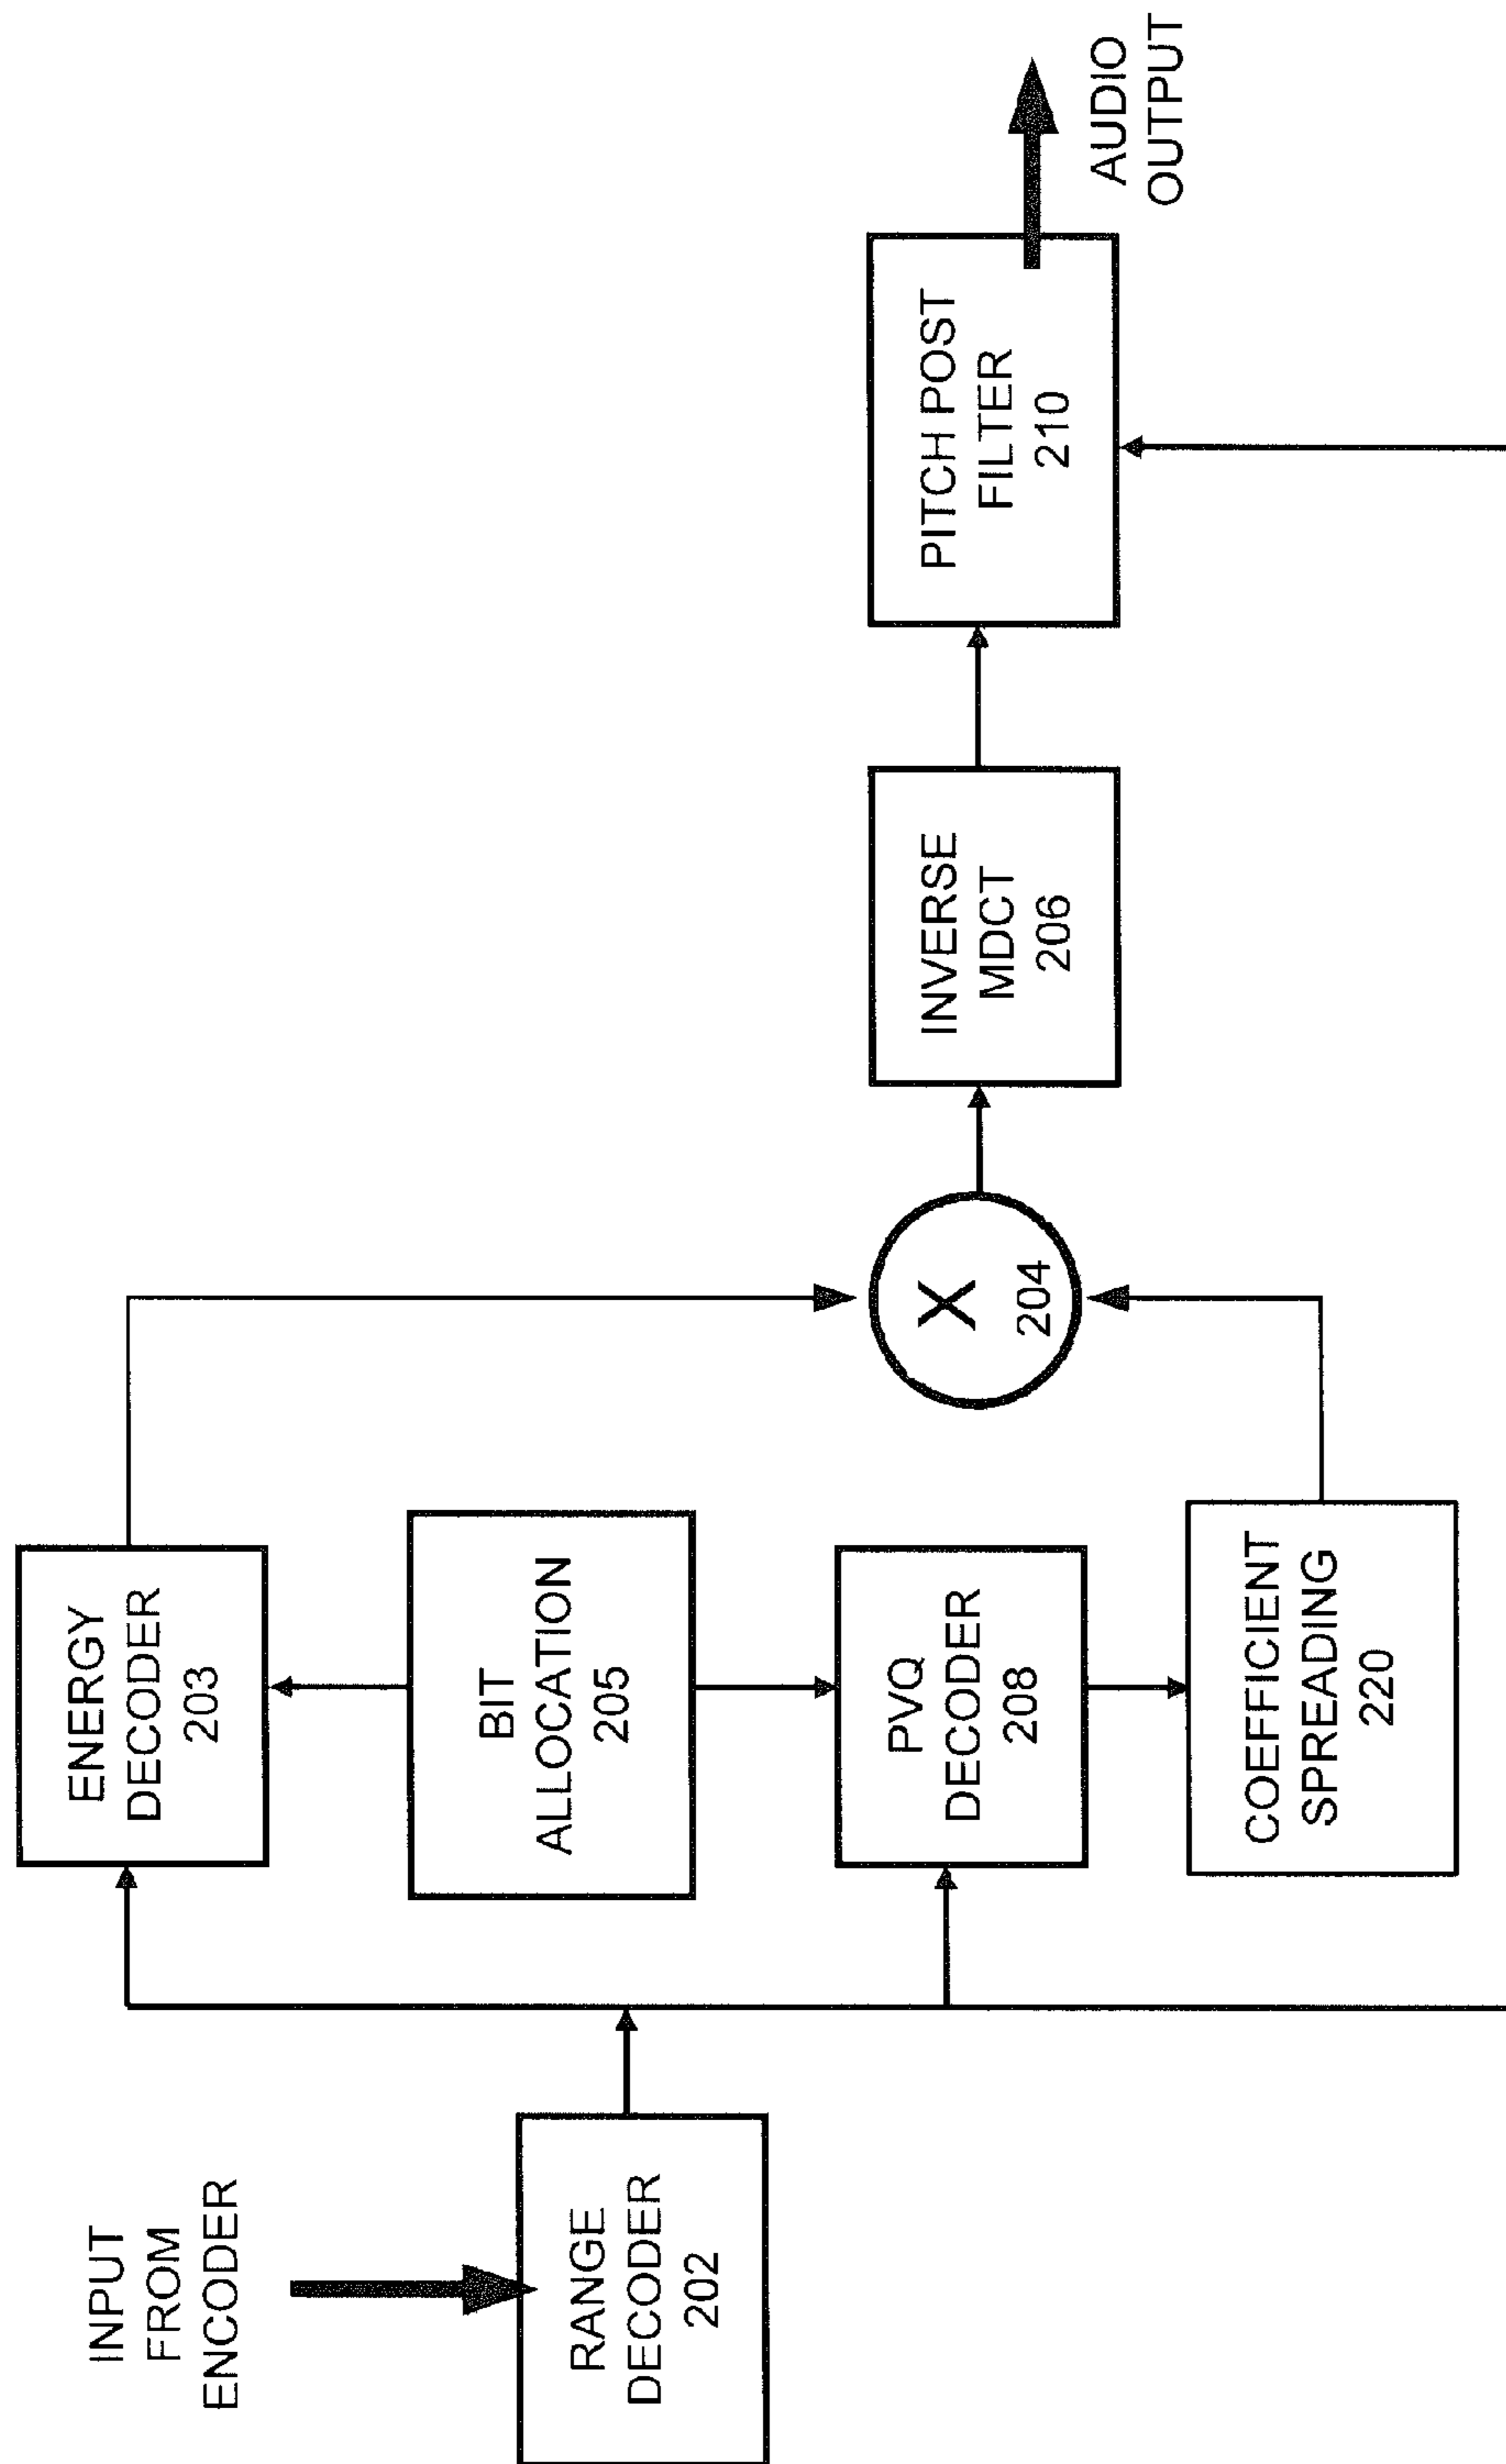 INPUT
FROM
ENCODER
RANGE
DECODER
202
ENERGY
DECODER
203
BIT
ALLOCATION
205
PVQ
DECODER
208
COEFFICIENT
SPREADING
220
X
204
INVERSE
MDCT
206
PITCH POST
FILTER
210
AUDIO
OUTPUT